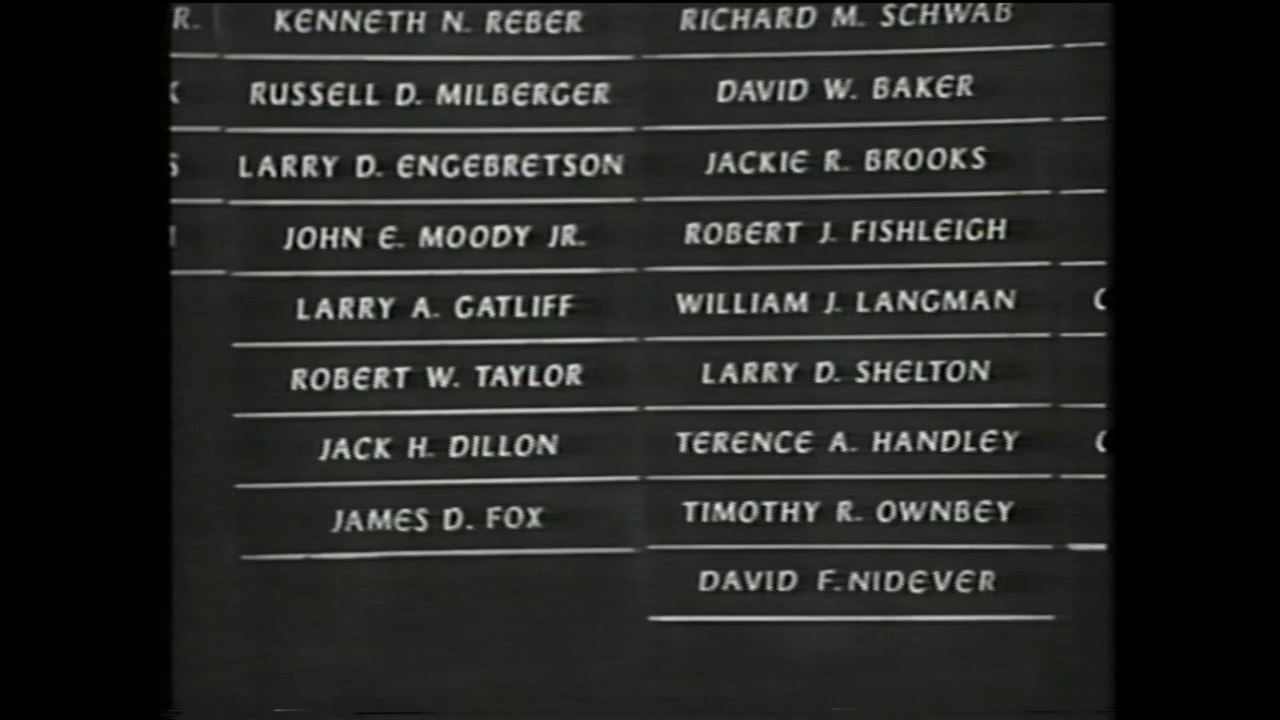 R. KENNETH N. REBER RICHARD M. SCHWAB
RUSSELL D. MILBERGER DAVID W. BAKER
LARRY D. ENGEBRETSON JACKIE R. BROOKS
JOHN E. MOODY JR. ROBERT J. FISHLEIGH
LARRY A. GATLIFF WILLIAM J. LANGMAN
ROBERT W. TAYLOR LARRY D. SHELTON
JACK H. DILLON TERENCE A. HANDLEY
JAMES D. FOX TIMOTHY R. OWNBEY
DAVID F. NIDEVER